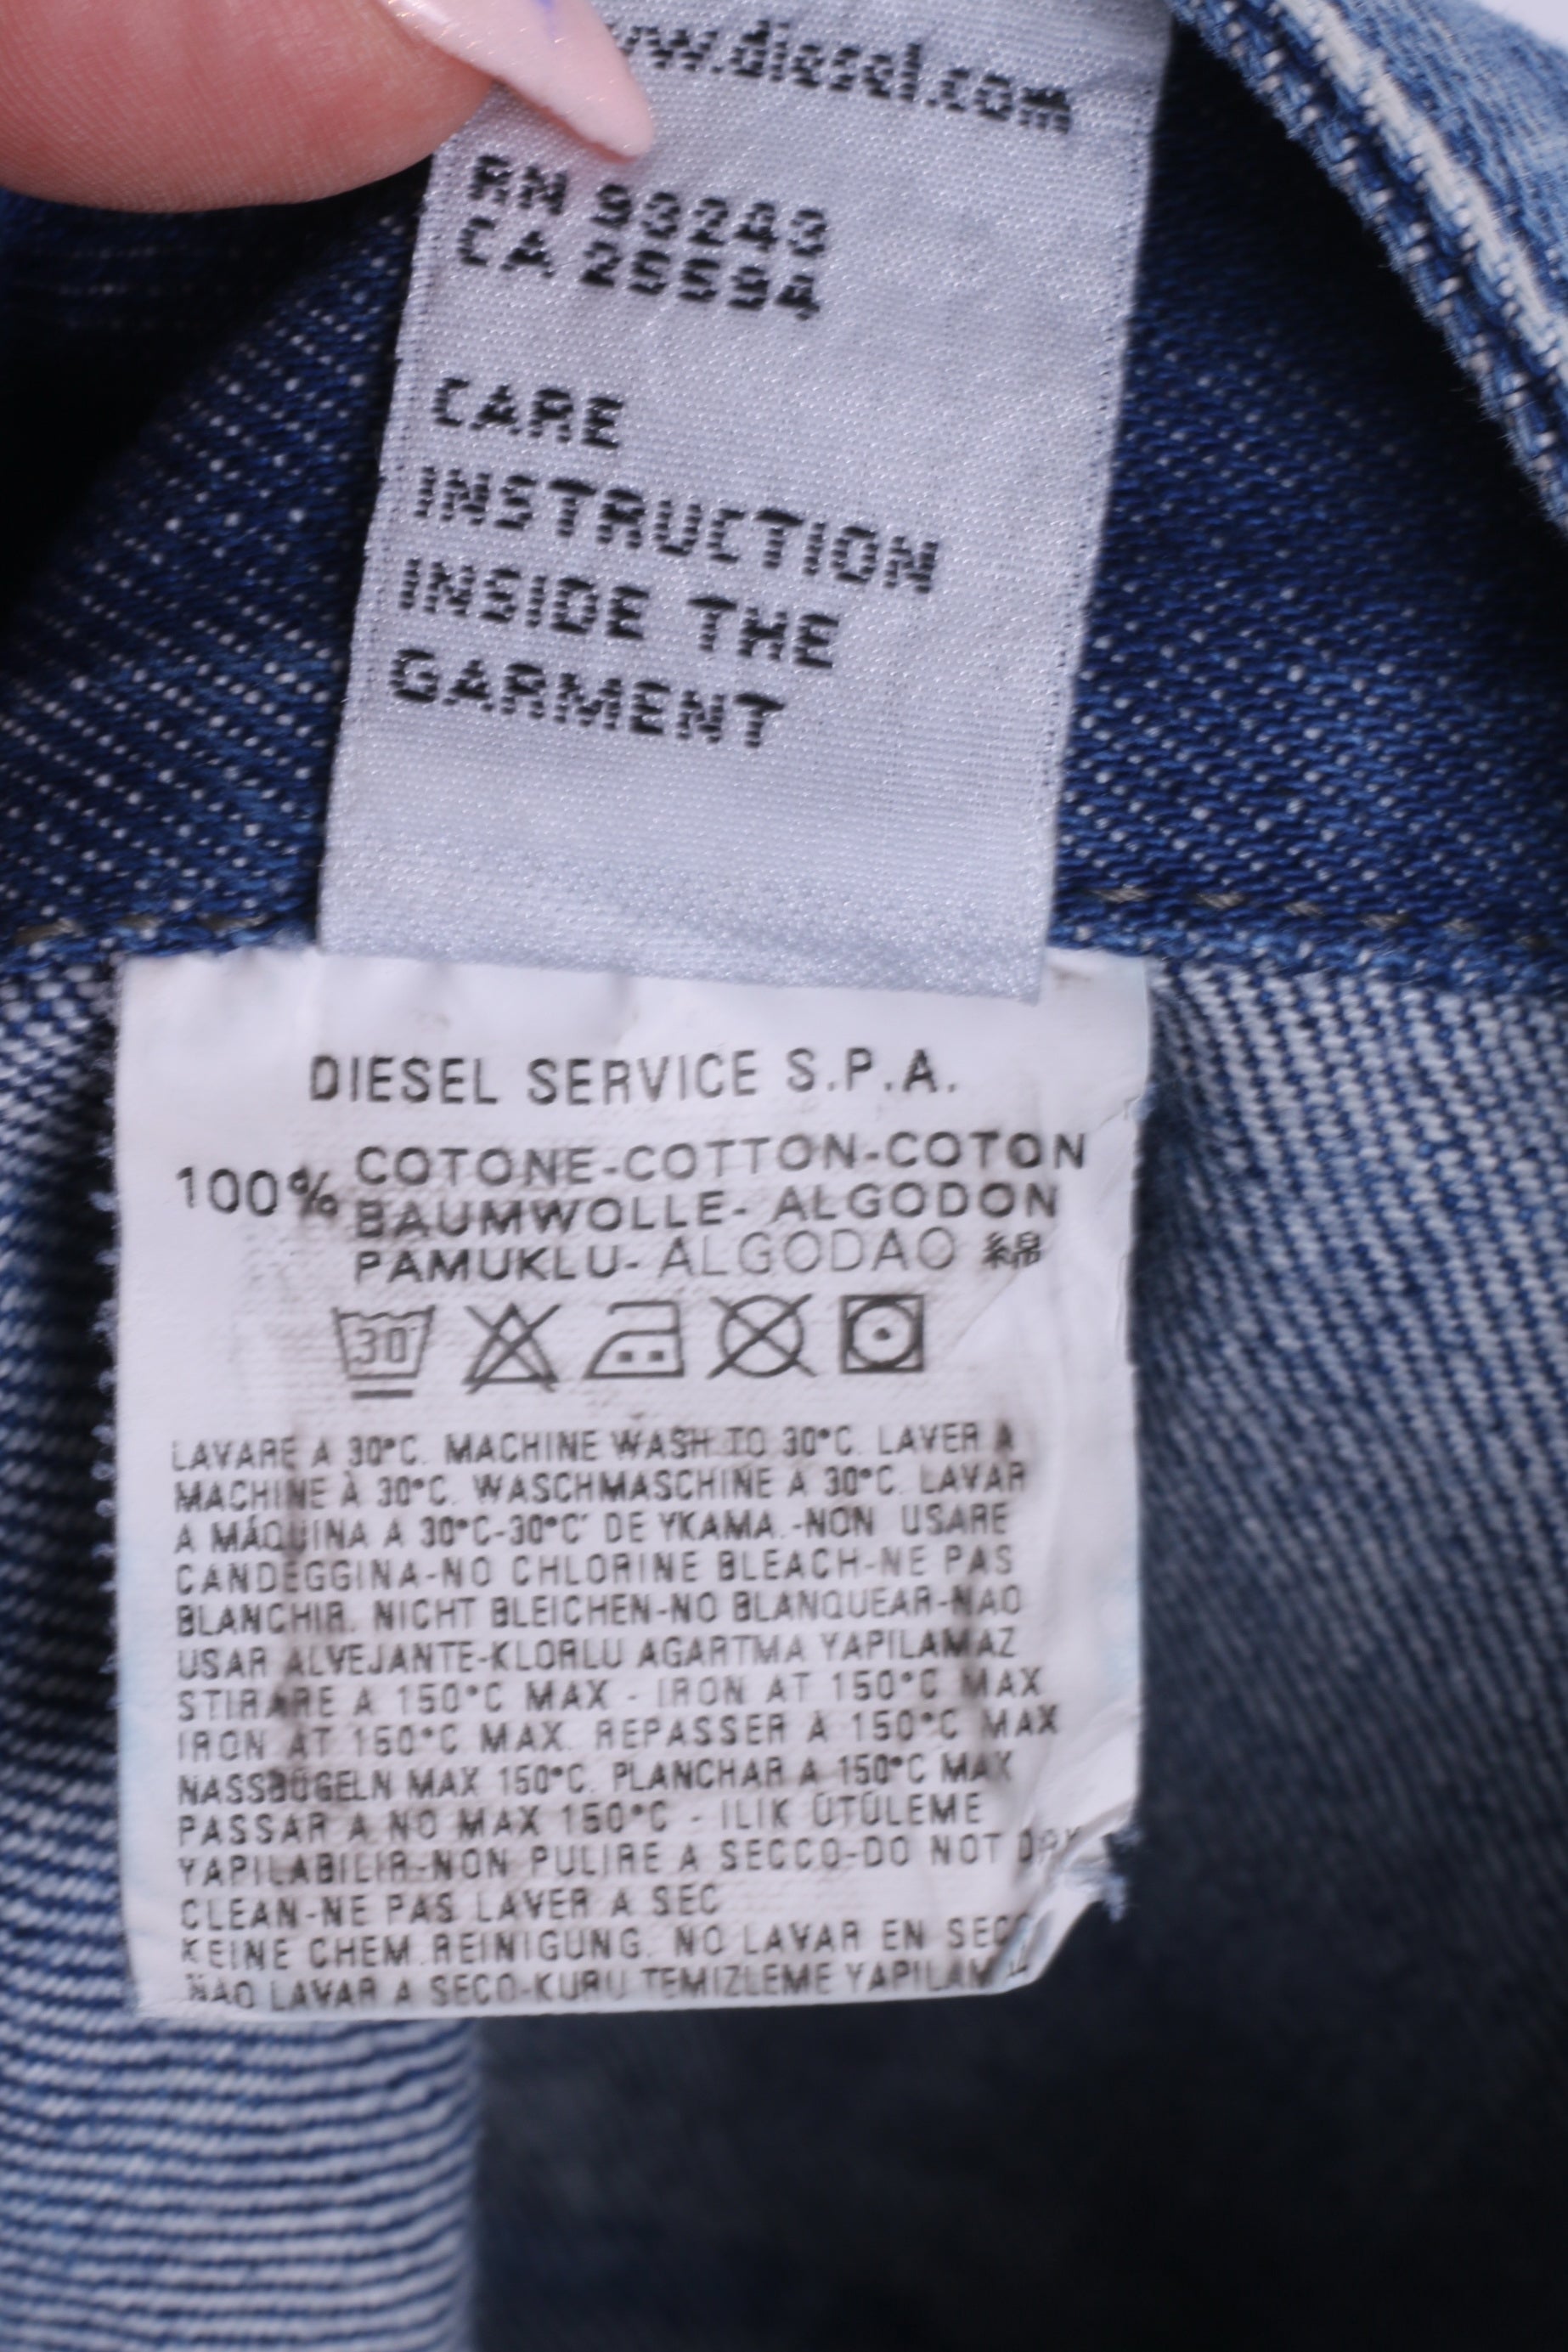 ww.diesel.com
RN 93243
CA 25594
CARE
INSTRUCTION
INSIDE THE
GARMENT
DIESEL SERVICE S.P.A.
100% COTONE-COTTON-COTON
BAUMWOLLE- ALGODON
PAMUKLU- ALGODAO 綿
30°
LAVARE A 30°C. MACHINE WASH TO 30°C. LAVER A
MACHINE À 30°C. WASCHMASCHINE A 30°C. LAVAR
A MÁQUINA A 30°C-30°C' DE YKAMA.-NON USARE
CANDEGGINA-NO CHLORINE BLEACH-NE PAS
BLANCHIR. NICHT BLEICHEN-NO BLANQUEAR-NAO
USAR ALVEJANTE-KLORLU AGARTMA YAPILAMAZ
STIRARE A 150°C MAX - IRON AT 150°C MAX
IRON AT 150°C MAX. REPASSER À 150°C MAX
NASSBÜGELN MAX 150°C. PLANCHAR A 150°C MAX
PASSAR A NO MAX 150°C - ILIK ÜTÜLEME
YAPILABILIR-NON PULIRE A SECCO-DO NOT DRY
CLEAN-NE PAS LAVER A SEC
KEINE CHEM.REINIGUNG. NO LAVAR EN SECO
NAO LAVAR A SECO-KURU TEMIZLEME YAPILAM